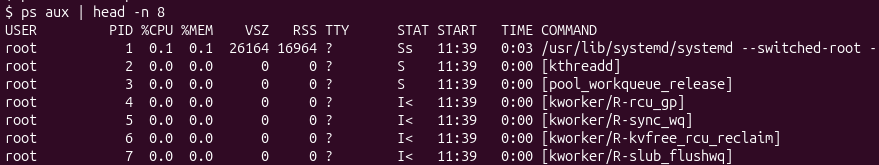 $ ps aux | head -n 8
USER         PID %CPU %MEM    VSZ   RSS TTY      STAT START   TIME COMMAND
root           1  0.1  0.1  26164 16964 ?        Ss   11:39   0:03 /usr/lib/systemd/systemd --switched-root -
root           2  0.0  0.0      0     0 ?        S    11:39   0:00 [kthreadd]
root           3  0.0  0.0      0     0 ?        S    11:39   0:00 [pool_workqueue_release]
root           4  0.0  0.0      0     0 ?        I<   11:39   0:00 [kworker/R-rcu_gp]
root           5  0.0  0.0      0     0 ?        I<   11:39   0:00 [kworker/R-sync_wq]
root           6  0.0  0.0      0     0 ?        I<   11:39   0:00 [kworker/R-kvfree_rcu_reclaim]
root           7  0.0  0.0      0     0 ?        I<   11:39   0:00 [kworker/R-slub_flushwq]